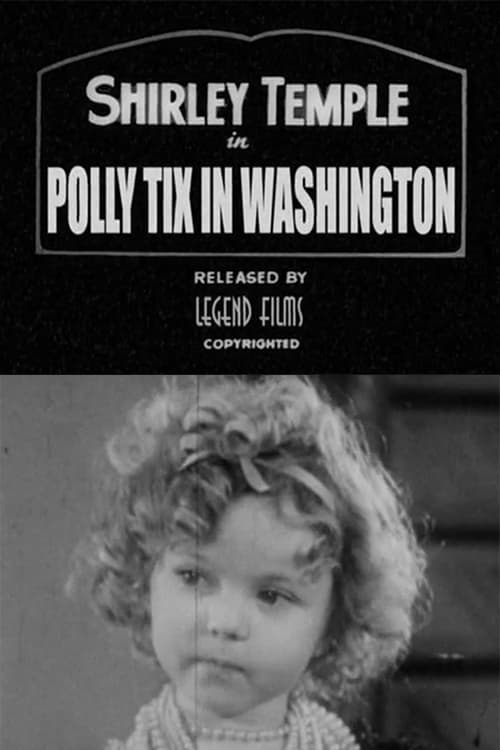 SHIRLEY TEMPLE
in
POLLY TIX IN WASHINGTON
RELEASED BY
LEGEND FILMS
COPYRIGHTED